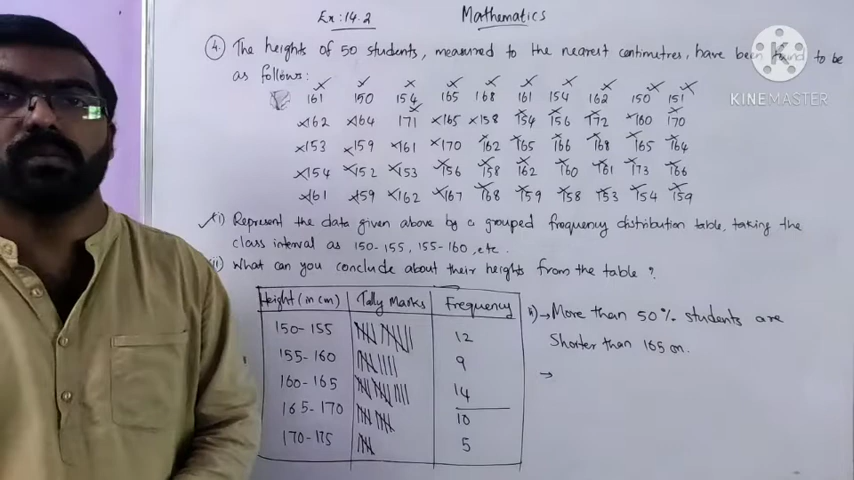 Ex:14.2 Mathematics
4. The heights of 50 students, measured to the nearest centimetres, have been found to be
as follows:
161 150 154 165 168 161 154 162 150 151
162 164 171 165 158 154 156 172 160 170
153 159 161 170 162 165 166 168 165 164
154 152 153 156 158 162 160 161 173 166
161 159 162 167 168 159 158 153 154 159
i) Represent the data given above by a grouped frequency distribution table, taking the
class interval as 150-155, 155-160, etc.
ii) What can you conclude about their heights from the table?
Height (in cm) Tally Marks Frequency
150-155 12
155-160 9
160-165 14
165-170 10
170-175 5
ii) → More than 50% students are
Shorter than 165 cm.
→
K
KINEMASTER